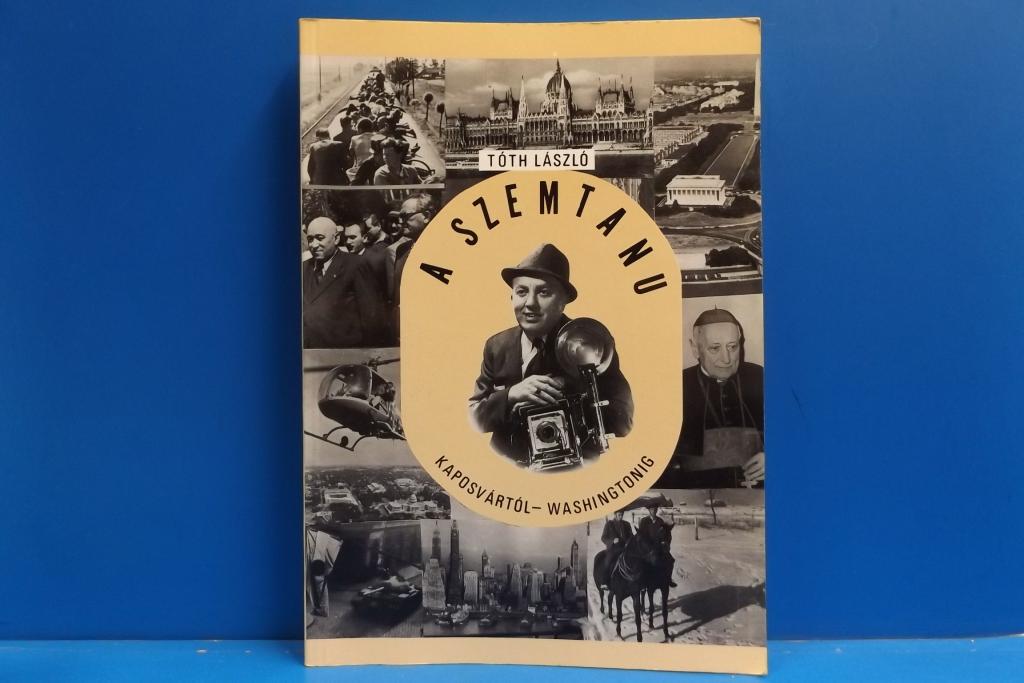 TÓTH LÁSZLÓ
A SZEMTANU
KAPOSVÁRTÓL – WASHINGTONIG